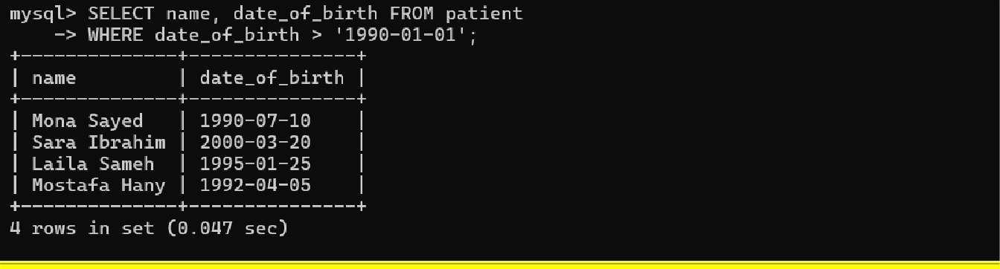 mysql> SELECT name, date_of_birth FROM patient
    -> WHERE date_of_birth > '1990-01-01';
+--------------+---------------+
| name         | date_of_birth |
+--------------+---------------+
| Mona Sayed   | 1990-07-10    |
| Sara Ibrahim | 2000-03-20    |
| Laila Sameh  | 1995-01-25    |
| Mostafa Hany | 1992-04-05    |
+--------------+---------------+
4 rows in set (0.047 sec)